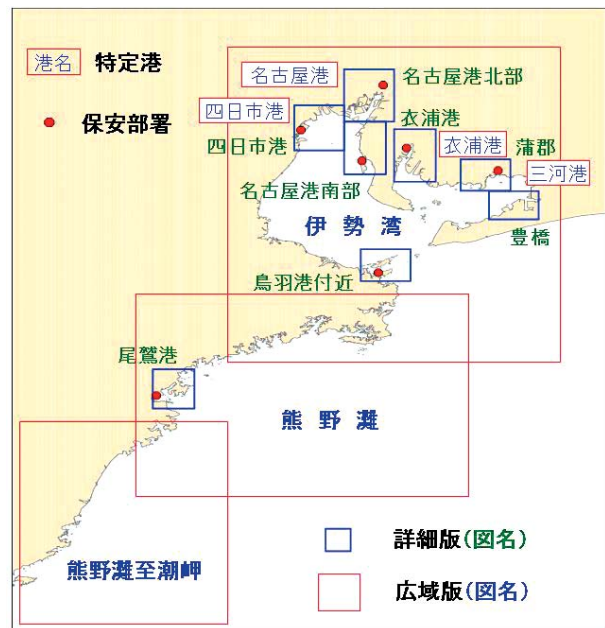 港名 特定港
保安部署
名古屋港
名古屋港北部
四日市港
衣浦港
四日市港
衣浦港
蒲郡
三河港
名古屋港南部
伊勢湾
豊橋
鳥羽港付近
尾鷲港
熊野灘
熊野灘至潮岬
詳細版(図名)
広域版(図名)